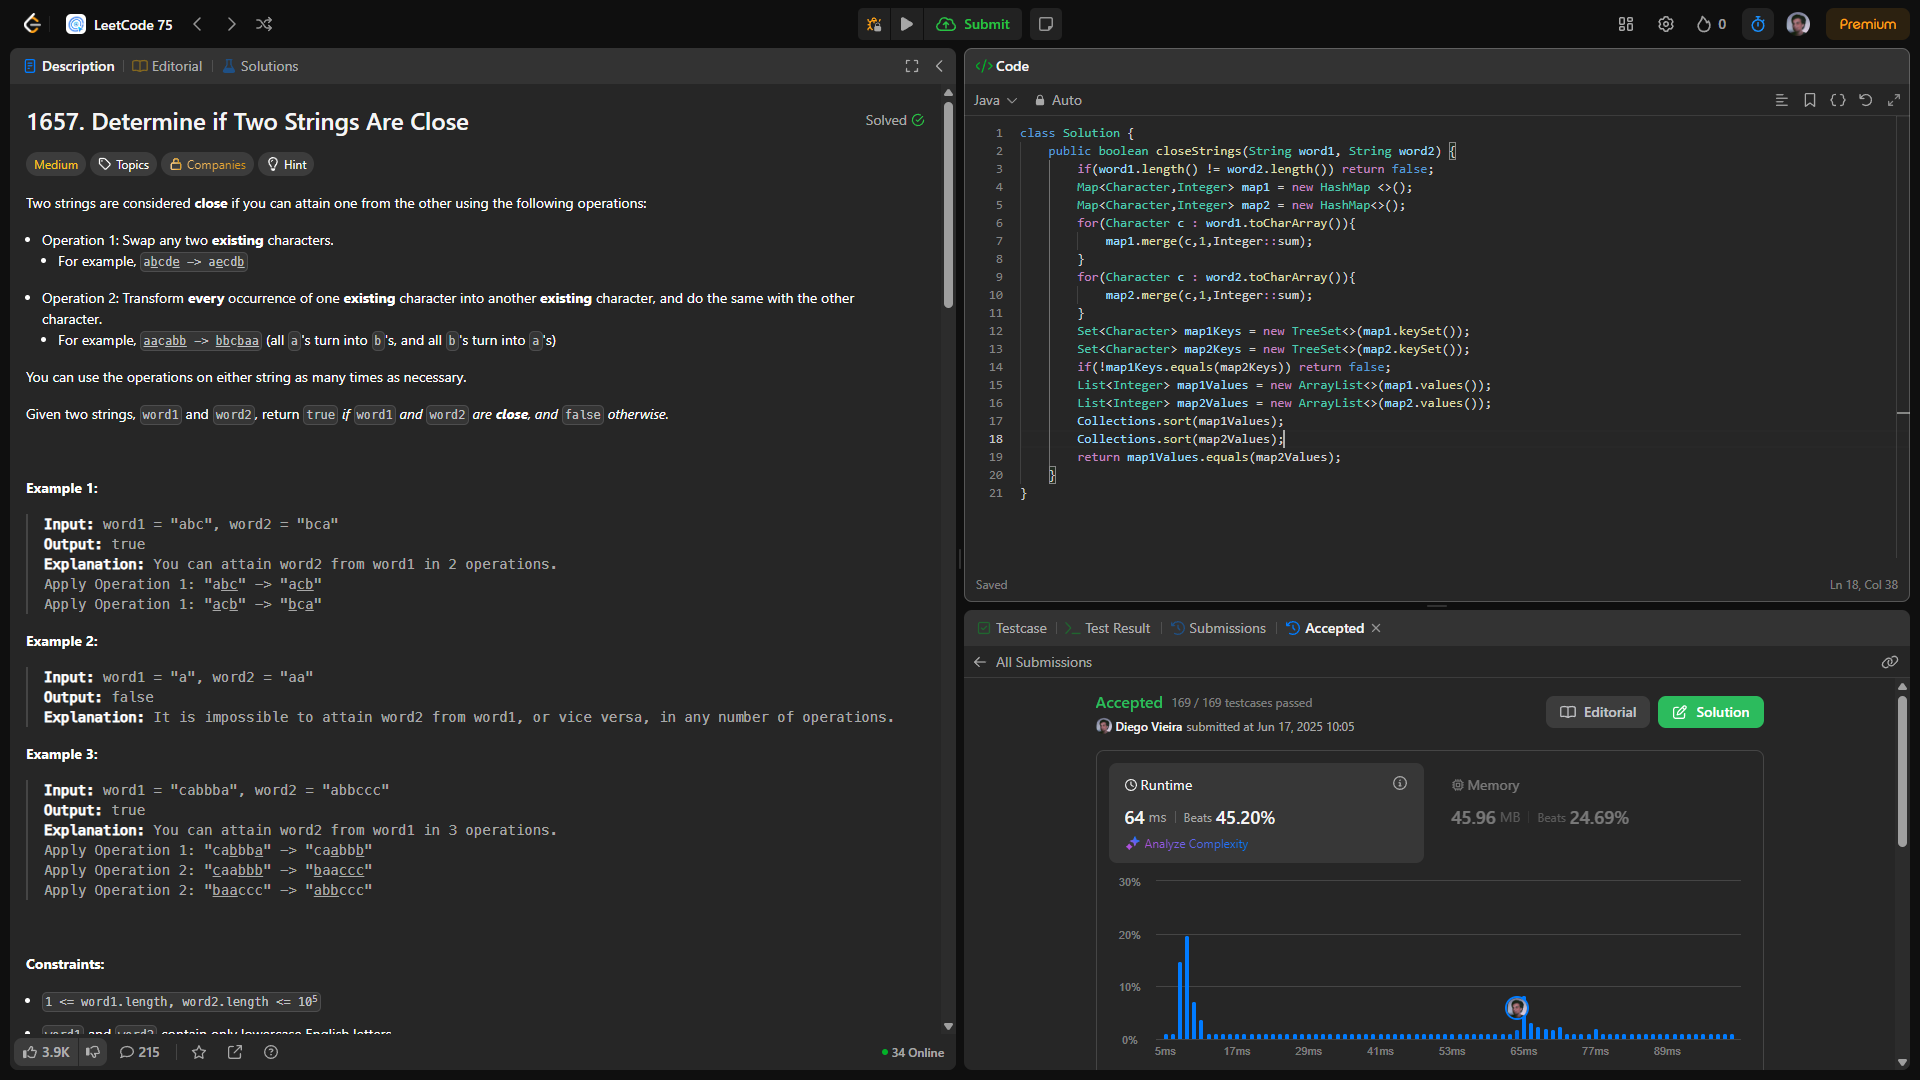 LeetCode 75
Submit
0
Premium
Description
Editorial
Solutions
1657. Determine if Two Strings Are Close
Solved
Medium
Topics
Companies
Hint
Two strings are considered close if you can attain one from the other using the following operations:
Operation 1: Swap any two existing characters.
For example, abcde -> aecdb
Operation 2: Transform every occurrence of one existing character into another existing character, and do the same with the other
character.
For example, aacabb -> bbcbaa (all a's turn into b's, and all b's turn into a's)
You can use the operations on either string as many times as necessary.
Given two strings, word1 and word2, return true if word1 and word2 are close, and false otherwise.
Example 1:
Input: word1 = "abc", word2 = "bca"
Output: true
Explanation: You can attain word2 from word1 in 2 operations.
Apply Operation 1: "abc" -> "acb"
Apply Operation 1: "acb" -> "bca"
Example 2:
Input: word1 = "a", word2 = "aa"
Output: false
Explanation: It is impossible to attain word2 from word1, or vice versa, in any number of operations.
Example 3:
Input: word1 = "cabbba", word2 = "abbccc"
Output: true
Explanation: You can attain word2 from word1 in 3 operations.
Apply Operation 1: "cabbba" -> "caabbb"
Apply Operation 2: "caabbb" -> "baaccc"
Apply Operation 2: "baaccc" -> "abbccc"
Constraints:
1 <= word1.length, word2.length <= 10⁵
word1 and word2 contain only lowercase English letters
3.9K
215
34 Online
</> Code
Java
Auto
1 class Solution {
2 public boolean closeStrings(String word1, String word2) {
3 if(word1.length() != word2.length()) return false;
4 Map<Character,Integer> map1 = new HashMap <>();
5 Map<Character,Integer> map2 = new HashMap<>();
6 for(Character c : word1.toCharArray()){
7 map1.merge(c,1,Integer::sum);
8 }
9 for(Character c : word2.toCharArray()){
10 map2.merge(c,1,Integer::sum);
11 }
12 Set<Character> map1Keys = new TreeSet<>(map1.keySet());
13 Set<Character> map2Keys = new TreeSet<>(map2.keySet());
14 if(!map1Keys.equals(map2Keys)) return false;
15 List<Integer> map1Values = new ArrayList<>(map1.values());
16 List<Integer> map2Values = new ArrayList<>(map2.values());
17 Collections.sort(map1Values);
18 Collections.sort(map2Values);
19 return map1Values.equals(map2Values);
20 }
21 }
Saved
Ln 18, Col 38
Testcase
Test Result
Submissions
Accepted
All Submissions
Accepted 169 / 169 testcases passed
Diego Vieira submitted at Jun 17, 2025 10:05
Editorial
Solution
Runtime
64 ms Beats 45.20%
Analyze Complexity
Memory
45.96 MB Beats 24.69%
30%
20%
10%
0%
5ms 17ms 29ms 41ms 53ms 65ms 77ms 89ms